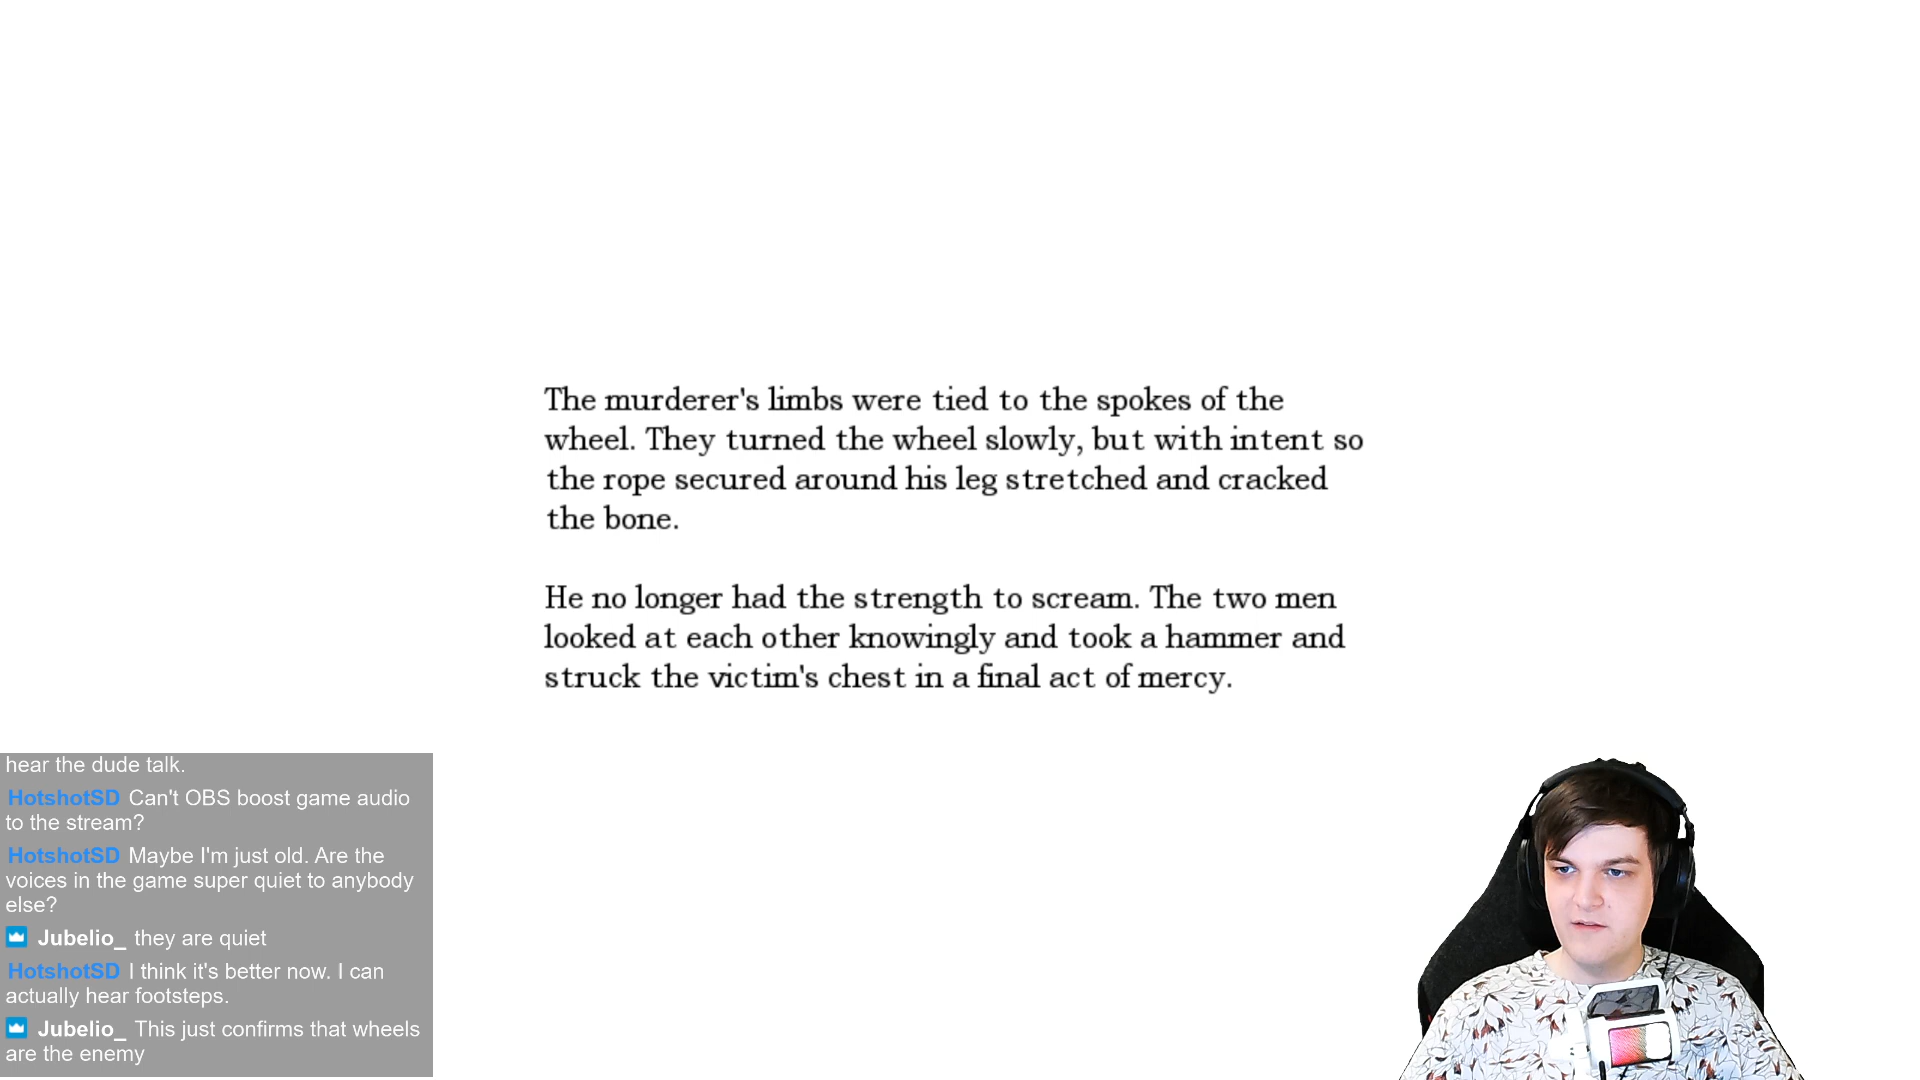 The murderer's limbs were tied to the spokes of the
wheel. They turned the wheel slowly, but with intent so
the rope secured around his leg stretched and cracked
the bone.
He no longer had the strength to scream. The two men
looked at each other knowingly and took a hammer and
struck the victim's chest in a final act of mercy.
hear the dude talk.
HotshotSD Can't OBS boost game audio
to the stream?
HotshotSD Maybe I'm just old. Are the
voices in the game super quiet to anybody
else?
Jubelio_ they are quiet
HotshotSD I think it's better now. I can
actually hear footsteps.
Jubelio_ This just confirms that wheels
are the enemy